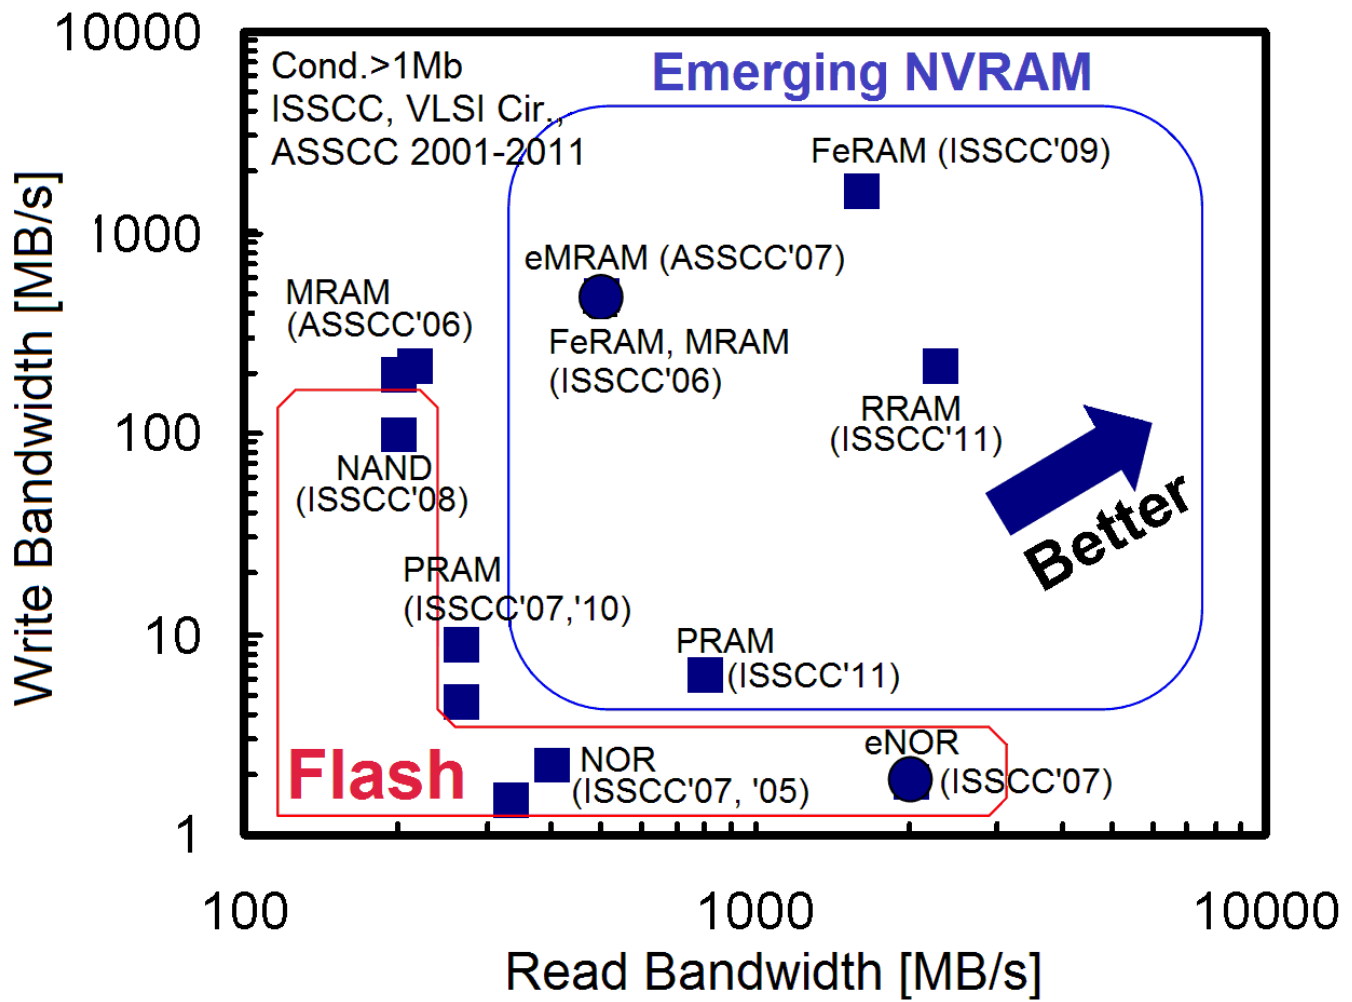 10000
Cond.>1Mb
ISSCC, VLSI Cir.,
ASSCC 2001-2011
Emerging NVRAM
FeRAM (ISSCC'09)
1000
eMRAM (ASSCC'07)
MRAM
(ASSCC'06)
FeRAM, MRAM
(ISSCC'06)
RRAM
(ISSCC'11)
100
NAND
(ISSCC'08)
Better
PRAM
(ISSCC'07,'10)
10
PRAM
(ISSCC'11)
Flash
NOR
(ISSCC'07, '05)
eNOR
(ISSCC'07)
1
Write Bandwidth [MB/s]
100
1000
10000
Read Bandwidth [MB/s]